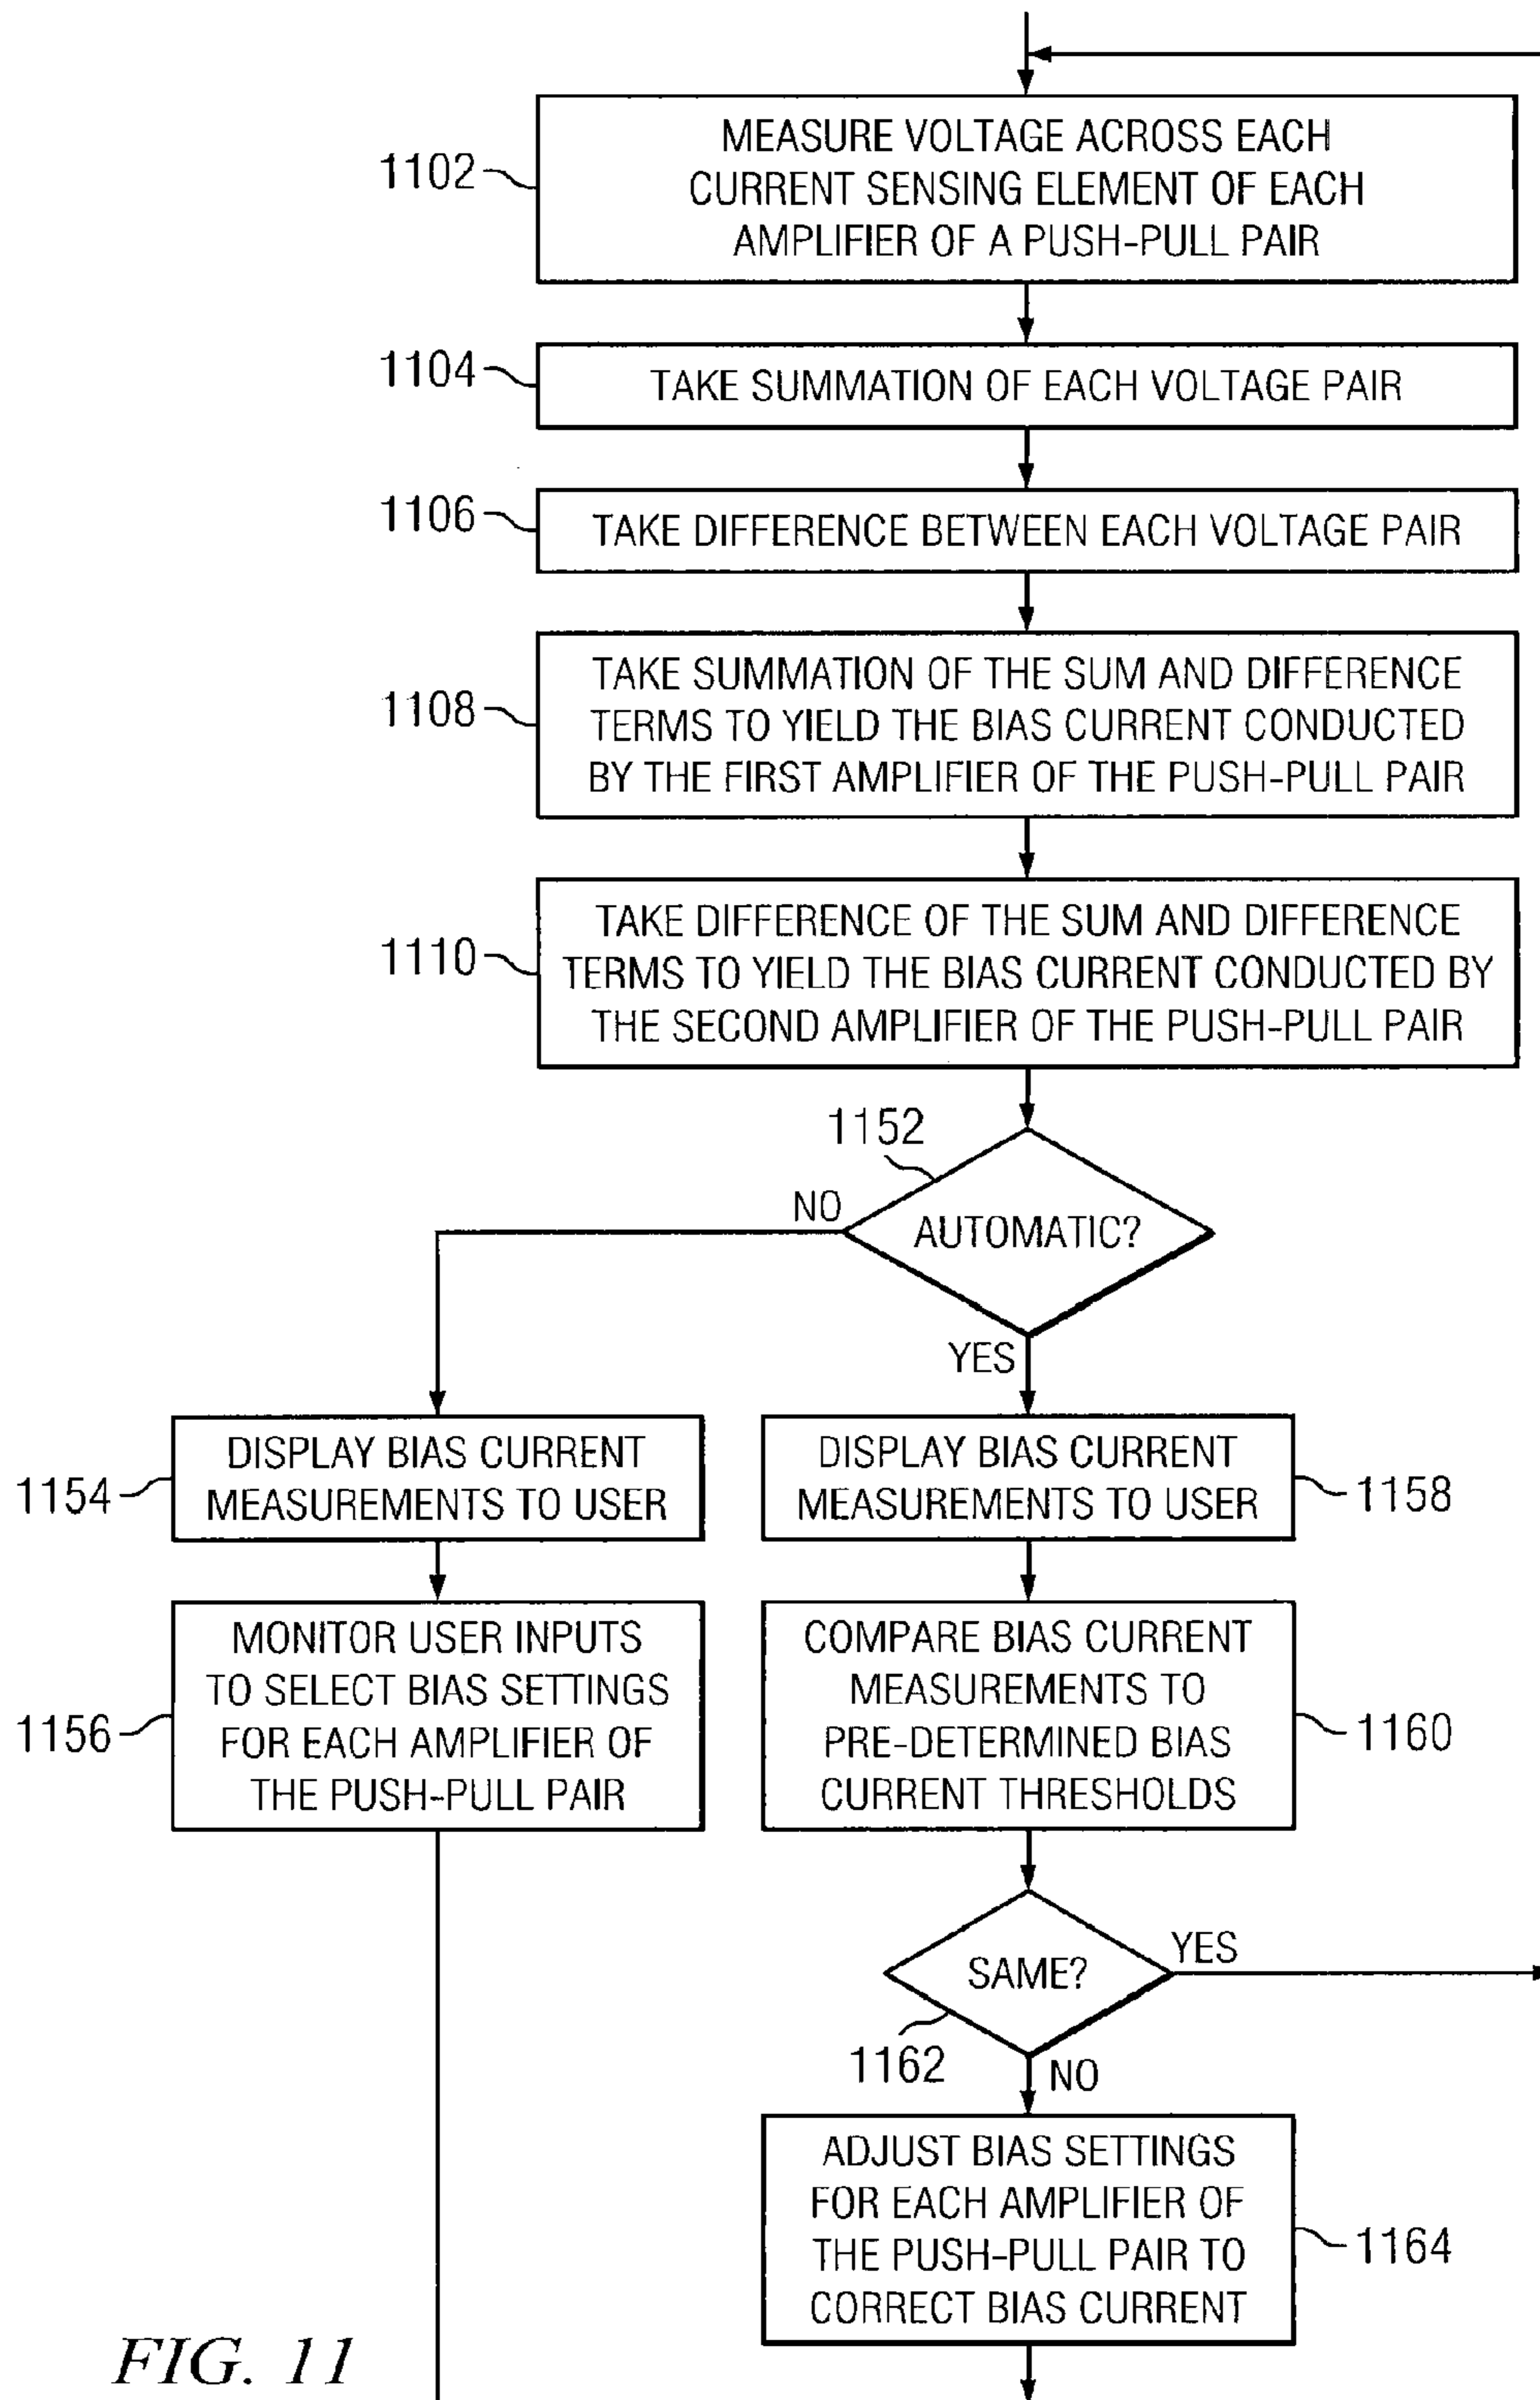 1102
MEASURE VOLTAGE ACROSS EACH
CURRENT SENSING ELEMENT OF EACH
AMPLIFIER OF A PUSH-PULL PAIR
1104
TAKE SUMMATION OF EACH VOLTAGE PAIR
1106
TAKE DIFFERENCE BETWEEN EACH VOLTAGE PAIR
1108
TAKE SUMMATION OF THE SUM AND DIFFERENCE
TERMS TO YIELD THE BIAS CURRENT CONDUCTED
BY THE FIRST AMPLIFIER OF THE PUSH-PULL PAIR
1110
TAKE DIFFERENCE OF THE SUM AND DIFFERENCE
TERMS TO YIELD THE BIAS CURRENT CONDUCTED BY
THE SECOND AMPLIFIER OF THE PUSH-PULL PAIR
1152
NO
AUTOMATIC?
YES
1154
DISPLAY BIAS CURRENT
MEASUREMENTS TO USER
DISPLAY BIAS CURRENT
MEASUREMENTS TO USER
1158
1156
MONITOR USER INPUTS
TO SELECT BIAS SETTINGS
FOR EACH AMPLIFIER OF
THE PUSH-PULL PAIR
COMPARE BIAS CURRENT
MEASUREMENTS TO
PRE-DETERMINED BIAS
CURRENT THRESHOLDS
1160
SAME?
YES
1162
NO
ADJUST BIAS SETTINGS
FOR EACH AMPLIFIER OF
THE PUSH-PULL PAIR TO
CORRECT BIAS CURRENT
1164
FIG. 11